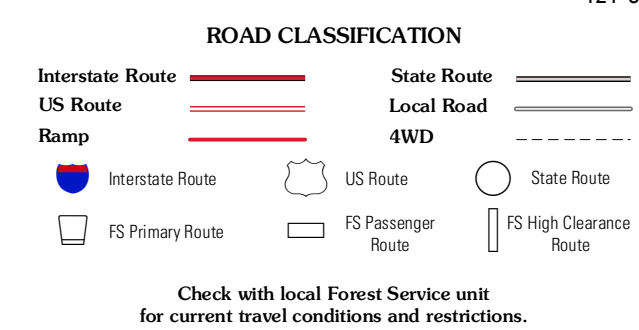 ROAD CLASSIFICATION
Interstate Route
State Route
US Route
Local Road
Ramp
4WD
Interstate Route
US Route
State Route
FS Primary Route
FS Passenger
Route
FS High Clearance
Route
Check with local Forest Service unit
for current travel conditions and restrictions.